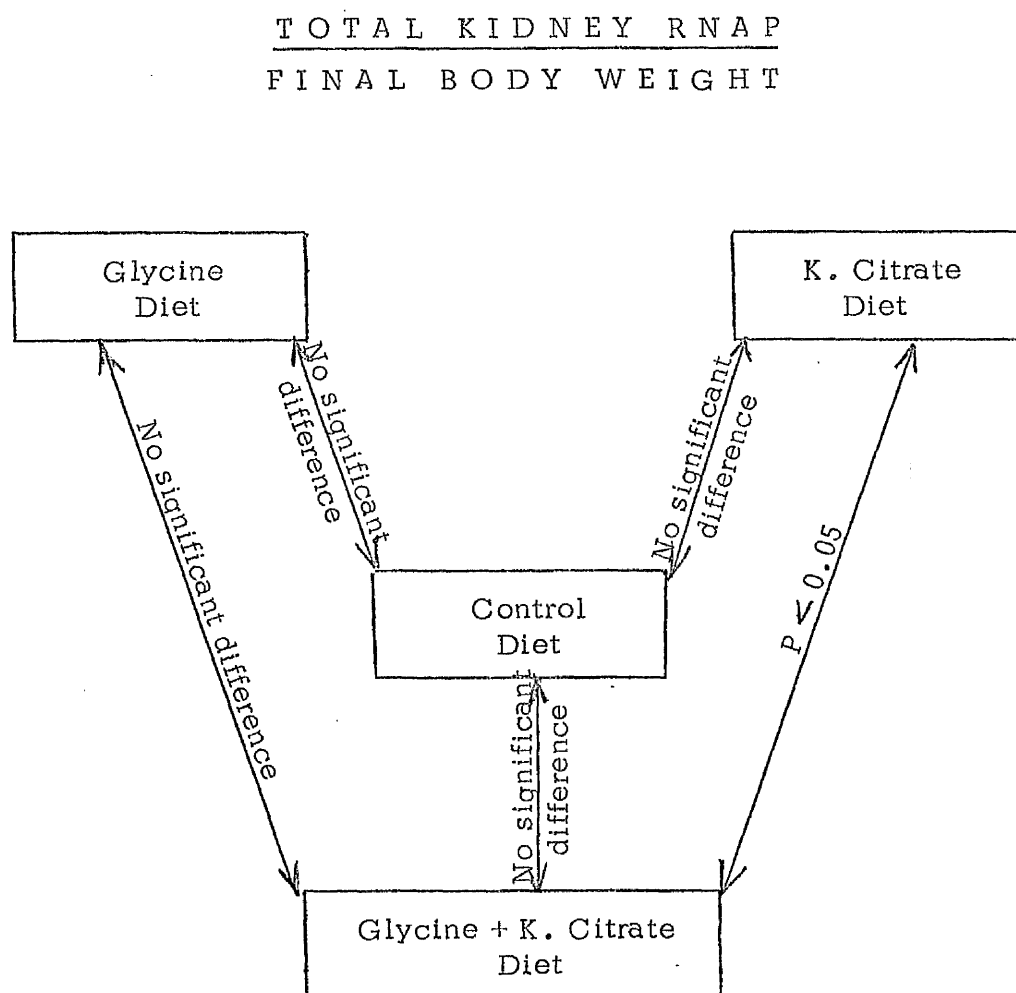 TOTAL KIDNEY RNAP
FINAL BODY WEIGHT
Glycine
Diet
K. Citrate
Diet
No significant
difference
No significant
difference
No significant difference
P < 0.05
Control
Diet
No significant
difference
Glycine + K. Citrate
Diet